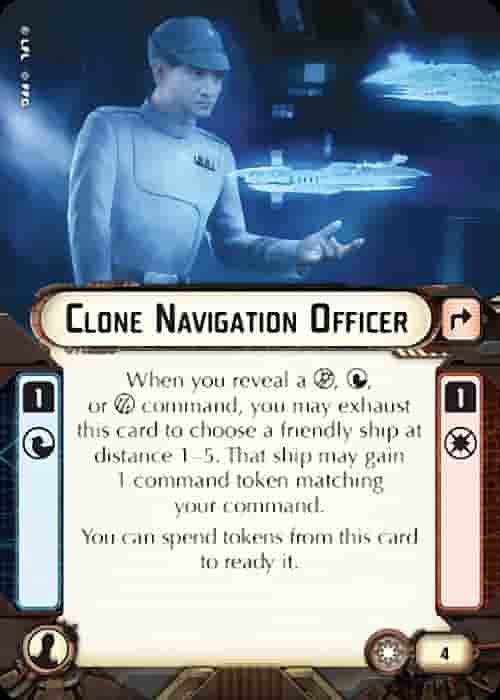 © LFL © FFG
Clone Navigation Officer
When you reveal a , ,
or command, you may exhaust
this card to choose a friendly ship at
distance 1–5. That ship may gain
1 command token matching
your command.
You can spend tokens from this card
to ready it.
1
1
4